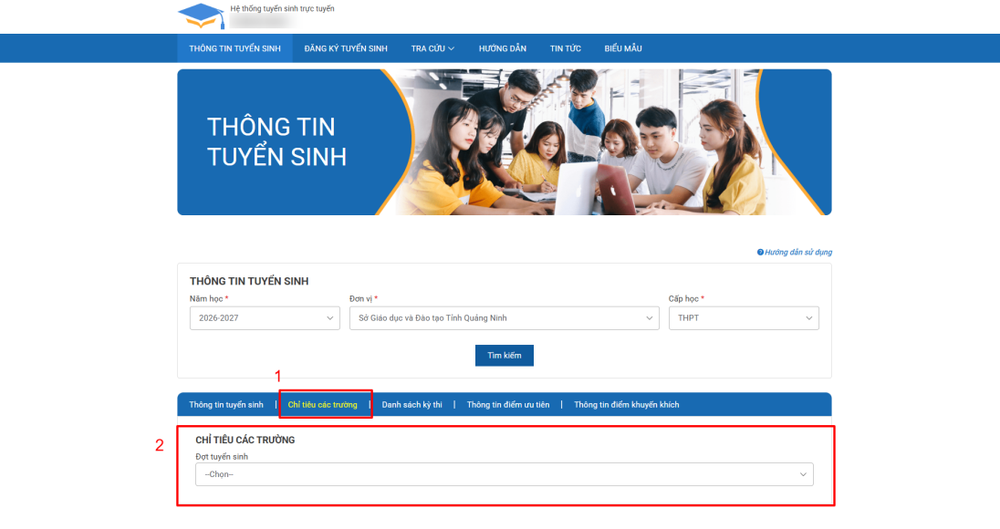 Hệ thống tuyển sinh trực tuyến
THÔNG TIN TUYỂN SINH
ĐĂNG KÝ TUYỂN SINH
TRA CỨU
HƯỚNG DẪN
TIN TỨC
BIỂU MẪU
THÔNG TIN
TUYỂN SINH
Hướng dẫn sử dụng
THÔNG TIN TUYỂN SINH
Năm học *
Đơn vị *
Cấp học *
2026-2027
Sở Giáo dục và Đào tạo Tỉnh Quảng Ninh
THPT
Tìm kiếm
1
Thông tin tuyển sinh
Chỉ tiêu các trường
Danh sách kỳ thi
Thông tin điểm ưu tiên
Thông tin điểm khuyến khích
2
CHỈ TIÊU CÁC TRƯỜNG
Đợt tuyển sinh
--Chọn--